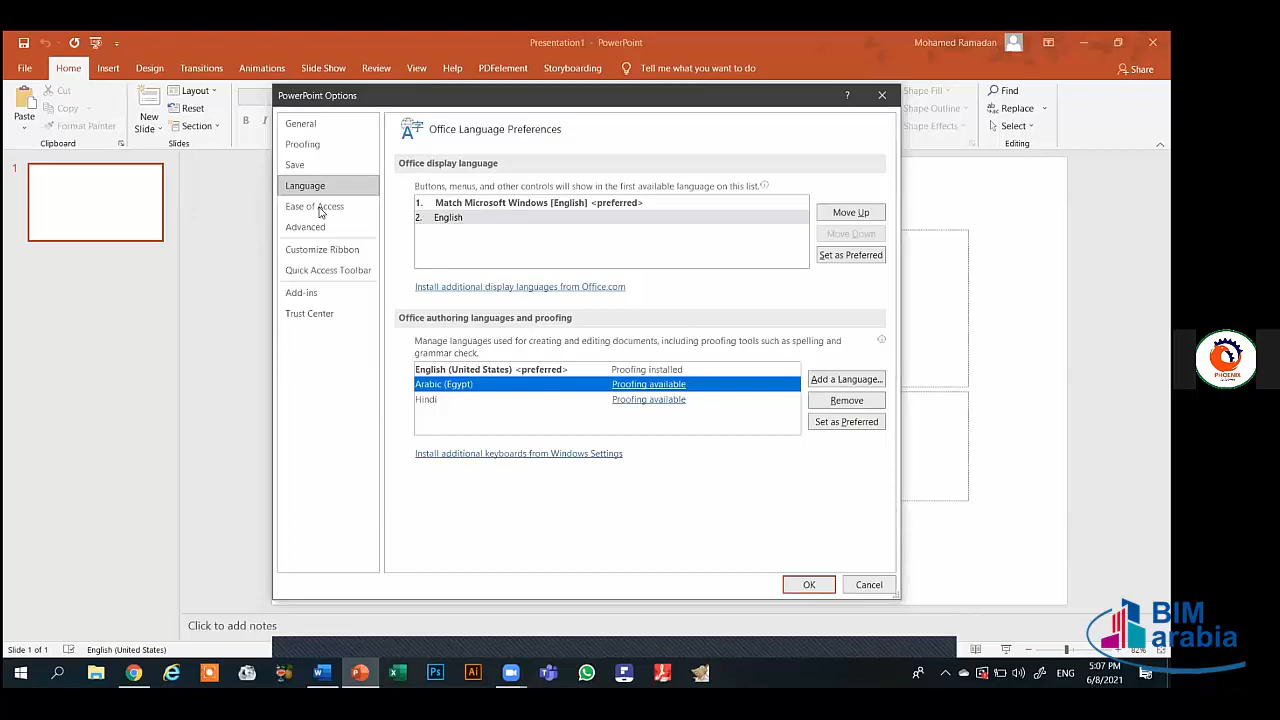 Presentation1 - PowerPoint
Mohamed Ramadan
File Home Insert Design Transitions Animations Slide Show Review View Help PDFelement Storyboarding Tell me what you want to do Share
Paste
Cut
Copy
Format Painter
Clipboard
New Slide
Layout
Reset
Section
Slides
B I
Shape Fill
Shape Outline
Shape Effects
Find
Replace
Select
Editing
1
PowerPoint Options
?
General
Proofing
Save
Language
Ease of Access
Advanced
Customize Ribbon
Quick Access Toolbar
Add-ins
Trust Center
Office Language Preferences
Office display language
Buttons, menus, and other controls will show in the first available language on this list.
1. Match Microsoft Windows [English] <preferred>
2. English
Move Up
Move Down
Set as Preferred
Install additional display languages from Office.com
Office authoring languages and proofing
Manage languages used for creating and editing documents, including proofing tools such as spelling and
grammar check.
English (United States) <preferred> Proofing installed
Arabic (Egypt) Proofing available
Hindi Proofing available
Add a Language...
Remove
Set as Preferred
Install additional keyboards from Windows Settings
OK
Cancel
Click to add notes
Slide 1 of 1 English (United States)
82%
ENG
5:07 PM
6/8/2021
PHOENIX
BIM
arabia